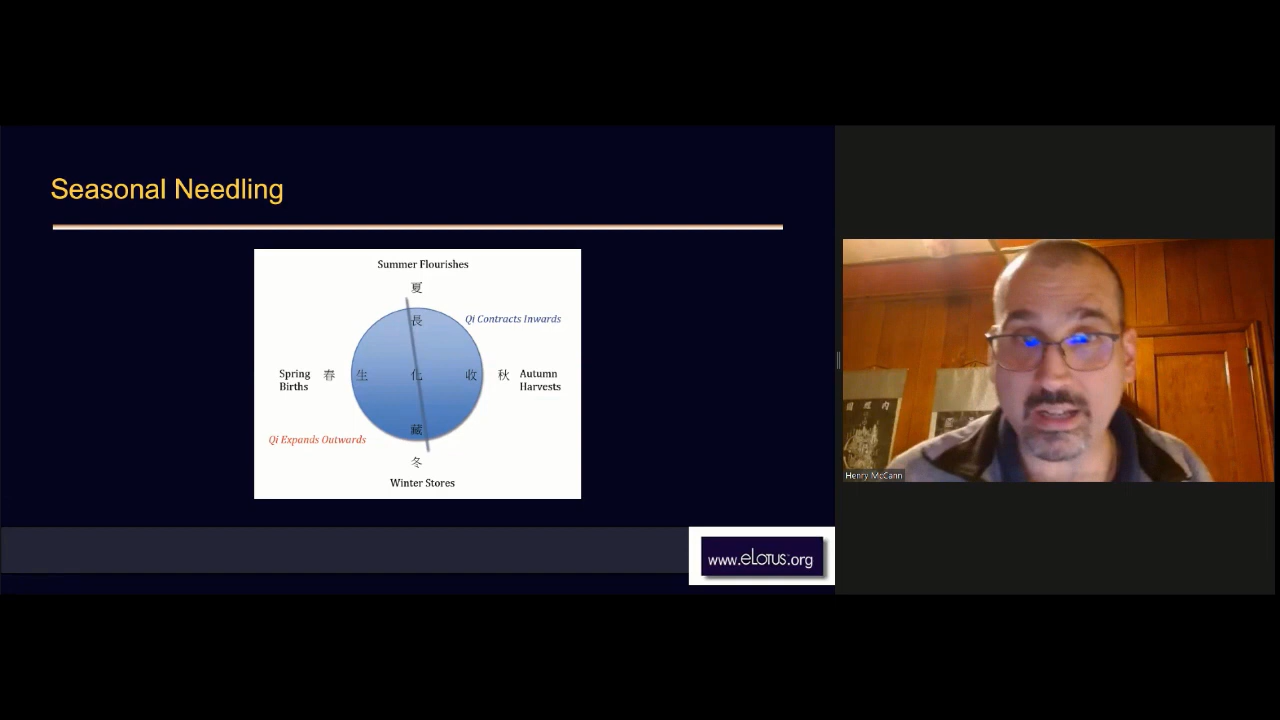 Seasonal Needling
Summer Flourishes
夏
長
Qi Contracts Inwards
Spring
Births
春
生
化
收
秋
Autumn
Harvests
藏
Qi Expands Outwards
冬
Winter Stores
www.eLotus.org
Henry McCann